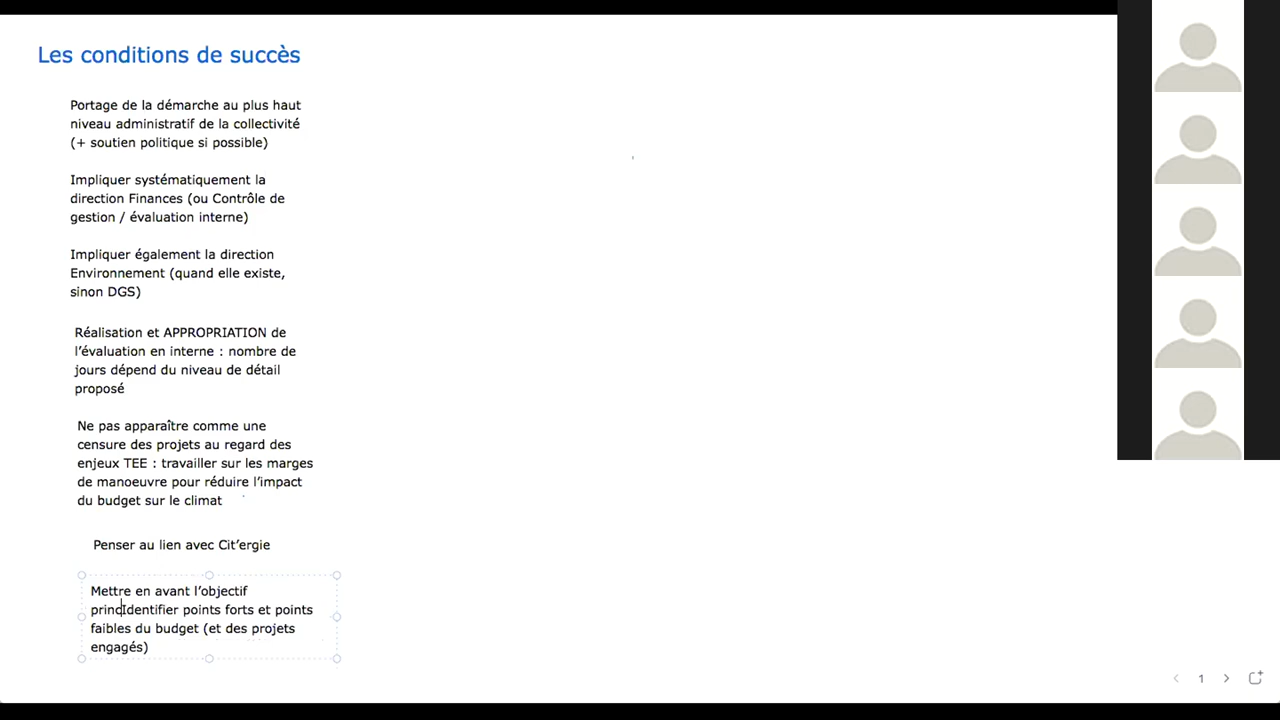 Les conditions de succès
Portage de la démarche au plus haut
niveau administratif de la collectivité
(+ soutien politique si possible)
Impliquer systématiquement la
direction Finances (ou Contrôle de
gestion / évaluation interne)
Impliquer également la direction
Environnement (quand elle existe,
sinon DGS)
Réalisation et APPROPRIATION de
l’évaluation en interne : nombre de
jours dépend du niveau de détail
proposé
Ne pas apparaître comme une
censure des projets au regard des
enjeux TEE : travailler sur les marges
de manoeuvre pour réduire l’impact
du budget sur le climat
Penser au lien avec Cit’ergie
Mettre en avant l’objectif
princIdentifier points forts et points
faibles du budget (et des projets
engagés)
1